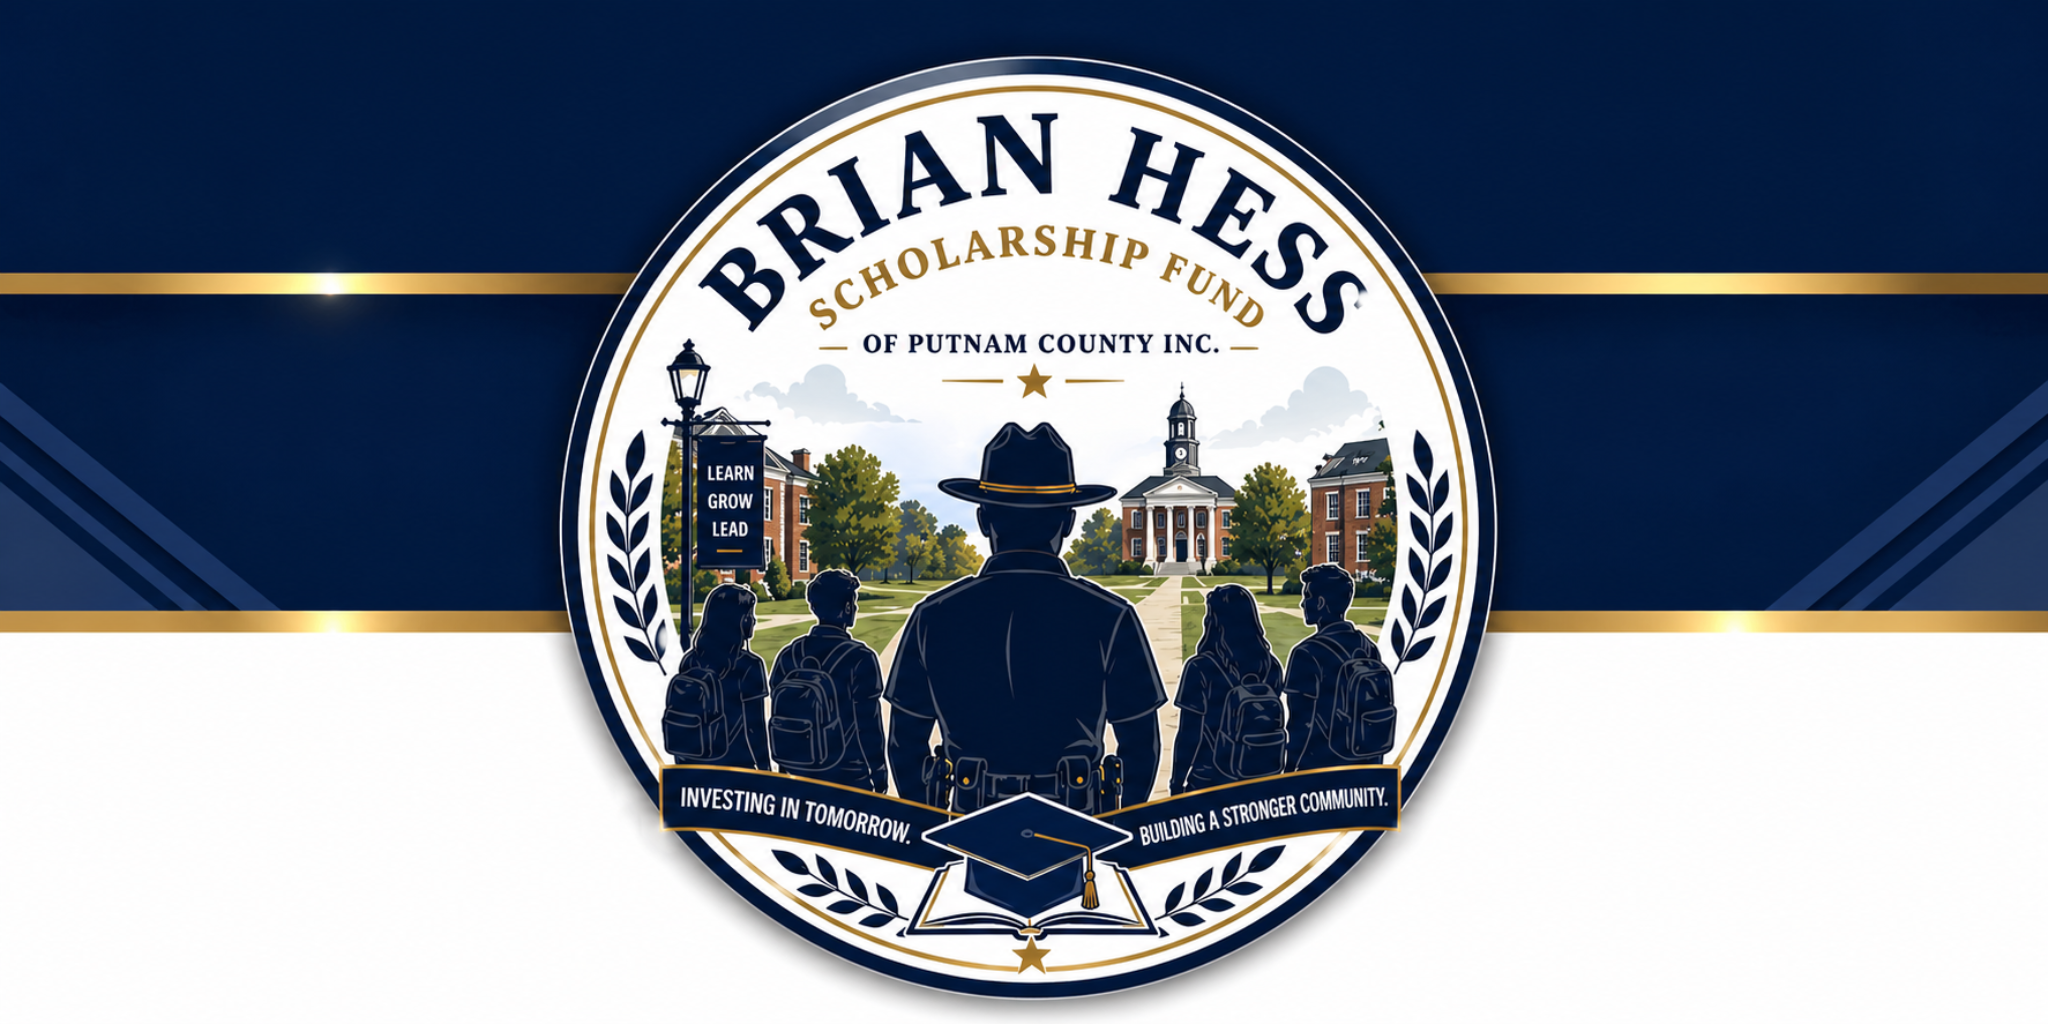 BRIAN HESS
SCHOLARSHIP FUND
OF PUTNAM COUNTY INC.
LEARN
GROW
LEAD
INVESTING IN TOMORROW.
BUILDING A STRONGER COMMUNITY.